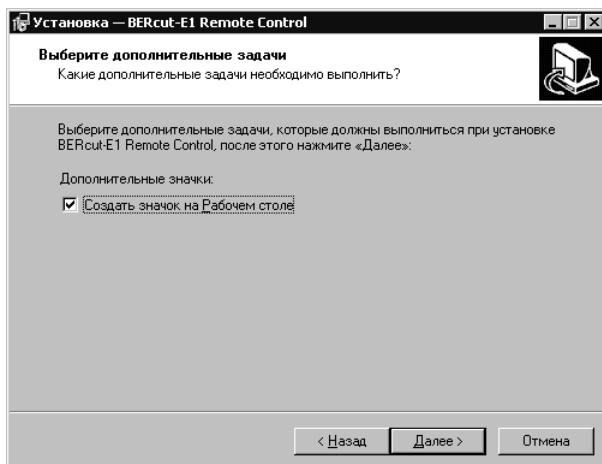 Установка — BERcut-E1 Remote Control
Выберите дополнительные задачи
Какие дополнительные задачи необходимо выполнить?
Выберите дополнительные задачи, которые должны выполниться при установке
BERcut-E1 Remote Control, после этого нажмите «Далее»:
Дополнительные значки:
Создать значок на Рабочем столе
< Назад
Далее >
Отмена